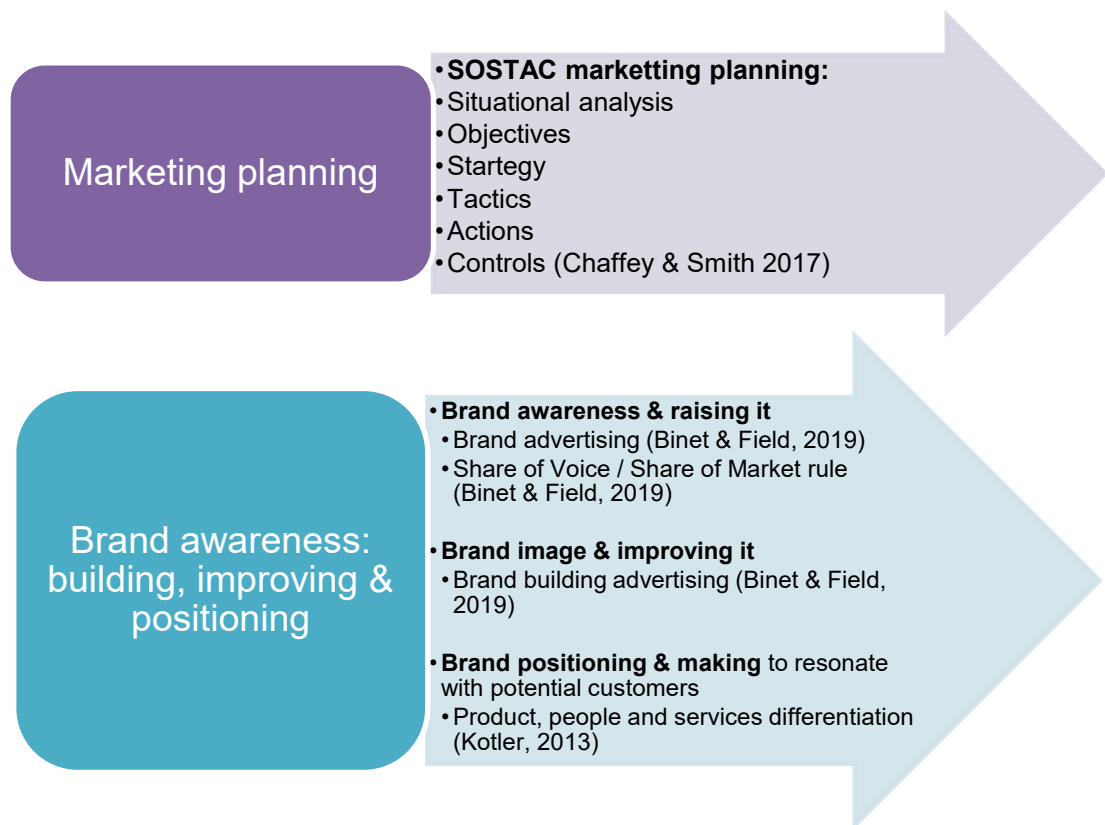 Marketing planning
•SOSTAC marketting planning:
•Situational analysis
•Objectives
•Startegy
•Tactics
•Actions
•Controls (Chaffey & Smith 2017)
Brand awareness:
building, improving &
positioning
•Brand awareness & raising it
•Brand advertising (Binet & Field, 2019)
•Share of Voice / Share of Market rule
(Binet & Field, 2019)
•Brand image & improving it
•Brand building advertising (Binet & Field,
2019)
•Brand positioning & making to resonate
with potential customers
•Product, people and services differentiation
(Kotler, 2013)